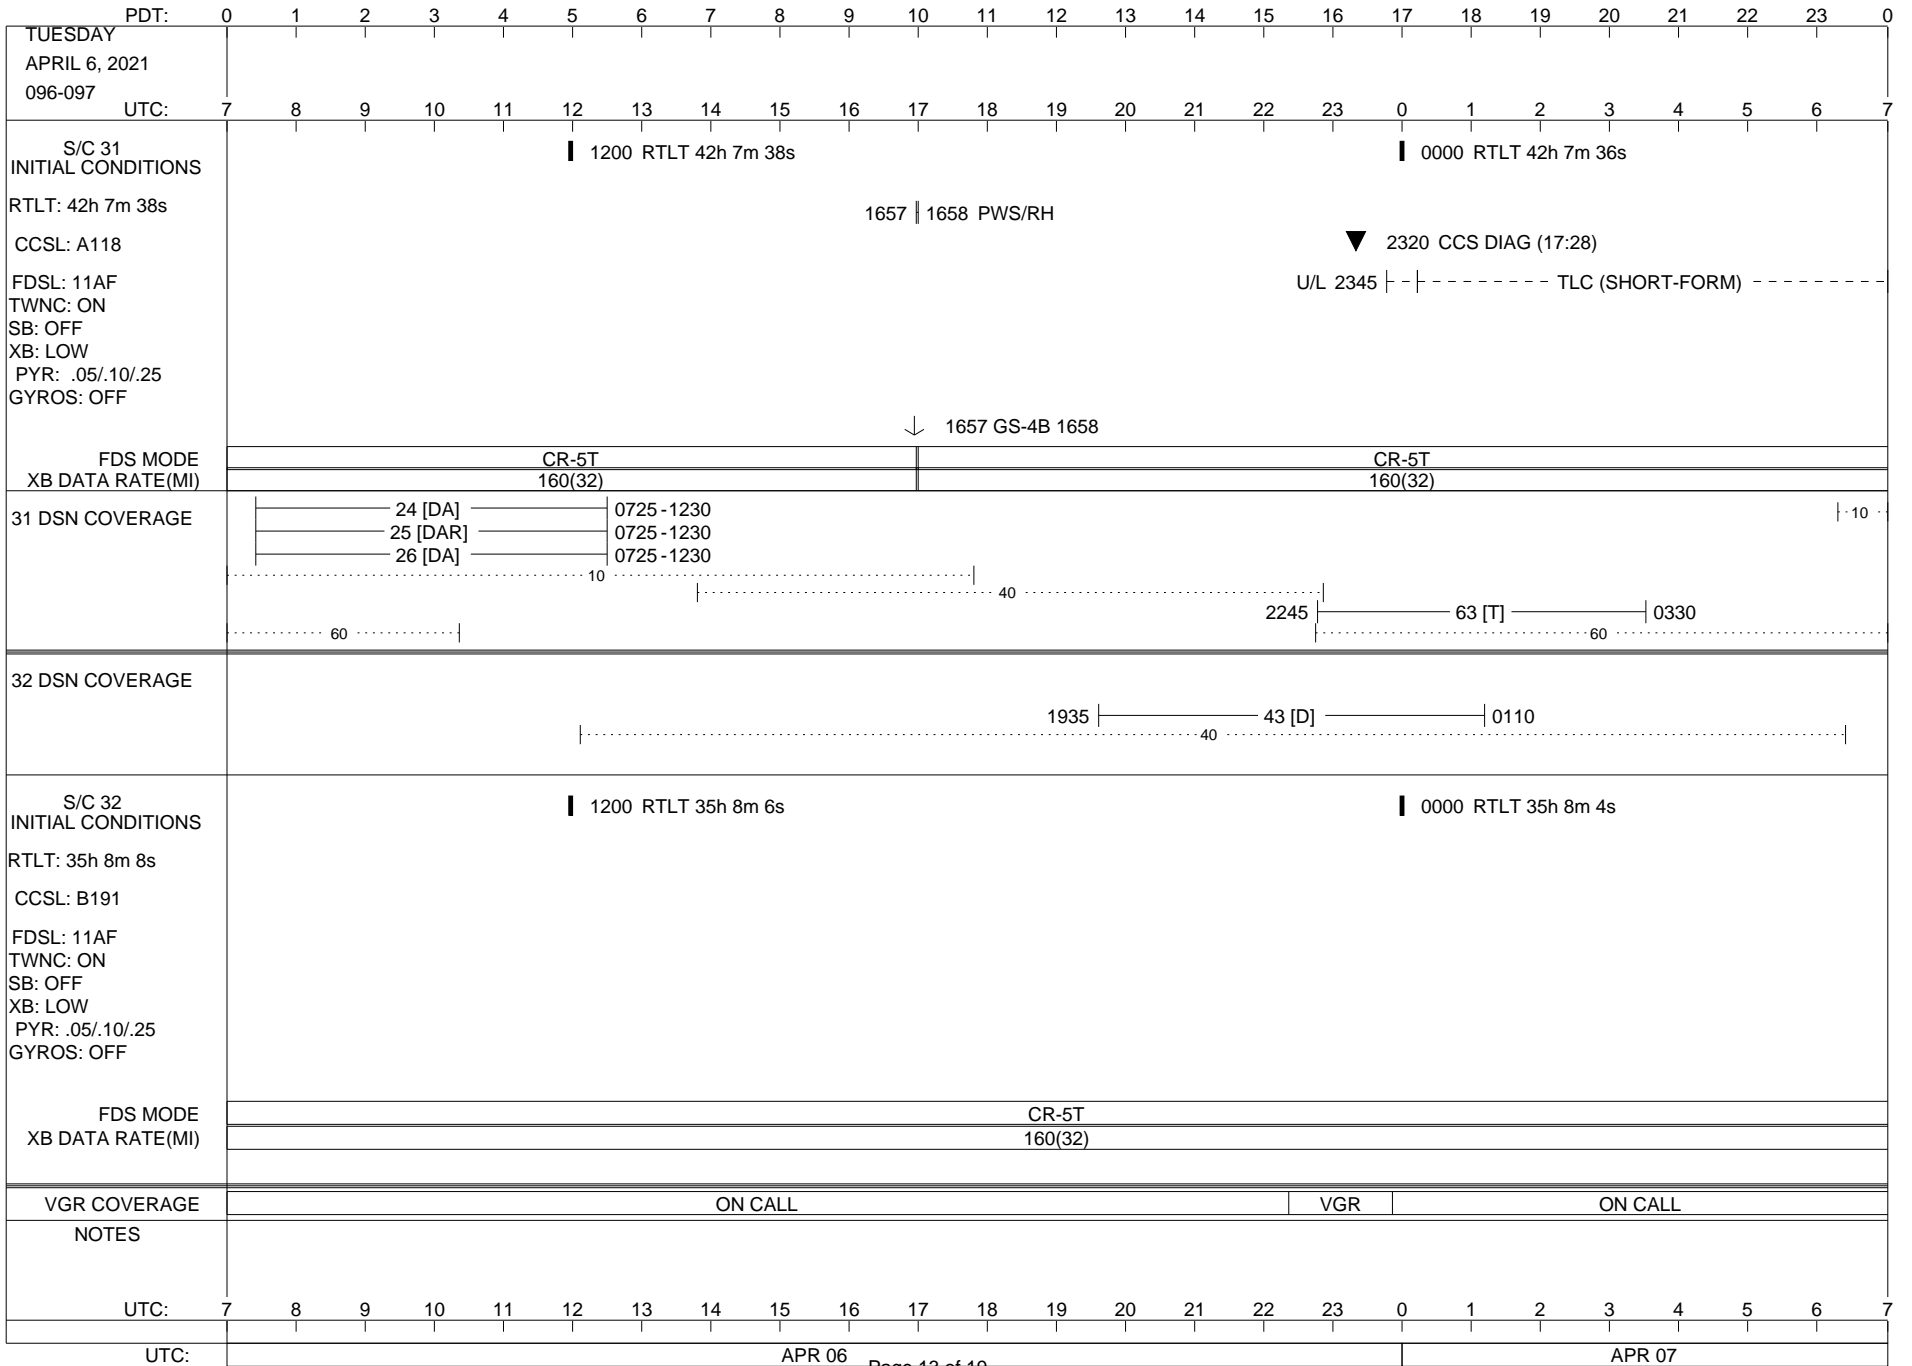 PDT: 0 1 2 3 4 5 6 7 8 9 10 11 12 13 14 15 16 17 18 19 20 21 22 23 0
TUESDAY
APRIL 6, 2021
096-097
UTC: 7 8 9 10 11 12 13 14 15 16 17 18 19 20 21 22 23 0 1 2 3 4 5 6 7
S/C 31
INITIAL CONDITIONS
1200 RTLT 42h 7m 38s 0000 RTLT 42h 7m 36s
RTLT: 42h 7m 38s
1657 1658 PWS/RH
CCSL: A118
2320 CCS DIAG (17:28)
FDSL: 11AF
U/L 2345 TLC (SHORT-FORM)
TWNC: ON
SB: OFF
XB: LOW
PYR: .05/.10/.25
GYROS: OFF
1657 GS-4B 1658
FDS MODE CR-5T CR-5T
XB DATA RATE(MI) 160(32) 160(32)
31 DSN COVERAGE
24 [DA] 0725-1230
10
25 [DAR] 0725-1230
26 [DA] 0725-1230
10
40
2245 63 [T] 0330
60 60
32 DSN COVERAGE
1935 43 [D] 0110
40
S/C 32
INITIAL CONDITIONS
1200 RTLT 35h 8m 6s 0000 RTLT 35h 8m 4s
RTLT: 35h 8m 8s
CCSL: B191
FDSL: 11AF
TWNC: ON
SB: OFF
XB: LOW
PYR: .05/.10/.25
GYROS: OFF
FDS MODE CR-5T
XB DATA RATE(MI) 160(32)
VGR COVERAGE ON CALL VGR ON CALL
NOTES
UTC: 7 8 9 10 11 12 13 14 15 16 17 18 19 20 21 22 23 0 1 2 3 4 5 6 7
UTC: APR 06 APR 07
Page 13 of 19